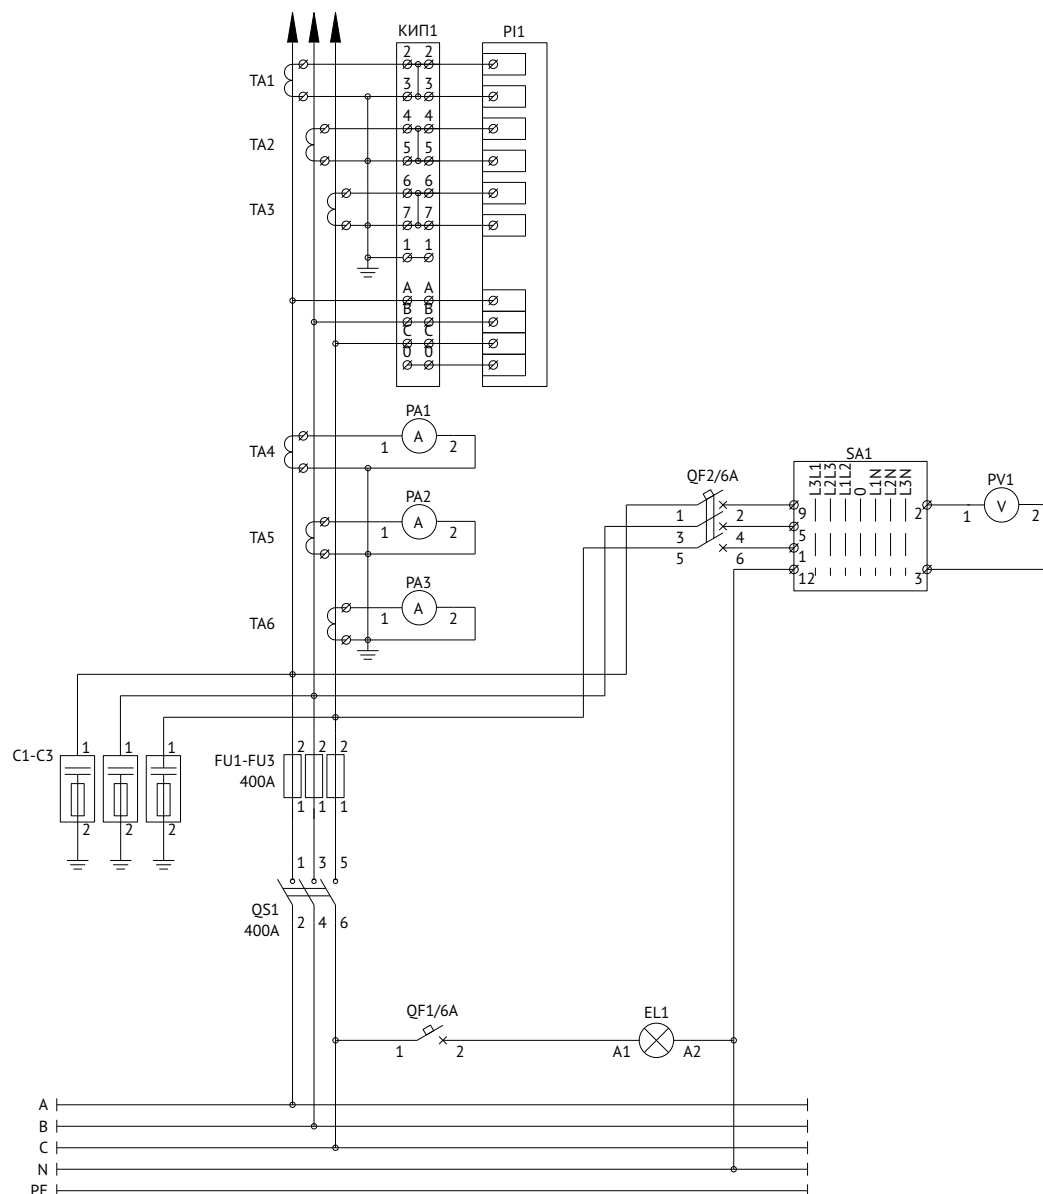 КИП1
PI1
2 2
TA1
3 3
4 4
TA2
5 5
6 6
TA3
7 7
1 1
A A
B B
C C
0 0
PA1
A
1 2
TA4
PA2
A
1 2
TA5
PA3
A
1 2
TA6
QF2/6A
1 2
3 4
5 6
SA1
L3L1
L2L3
L1L2
0
L1N
L2N
L3N
9 2
5
1
12 3
PV1
V
1 2
C1-C3
1 1 1
2 2 2
FU1-FU3
400A
2 2 2
1 1 1
1 3 5
QS1
400A
2 4 6
QF1/6A
1 2
EL1
A1 A2
A
B
C
N
PE